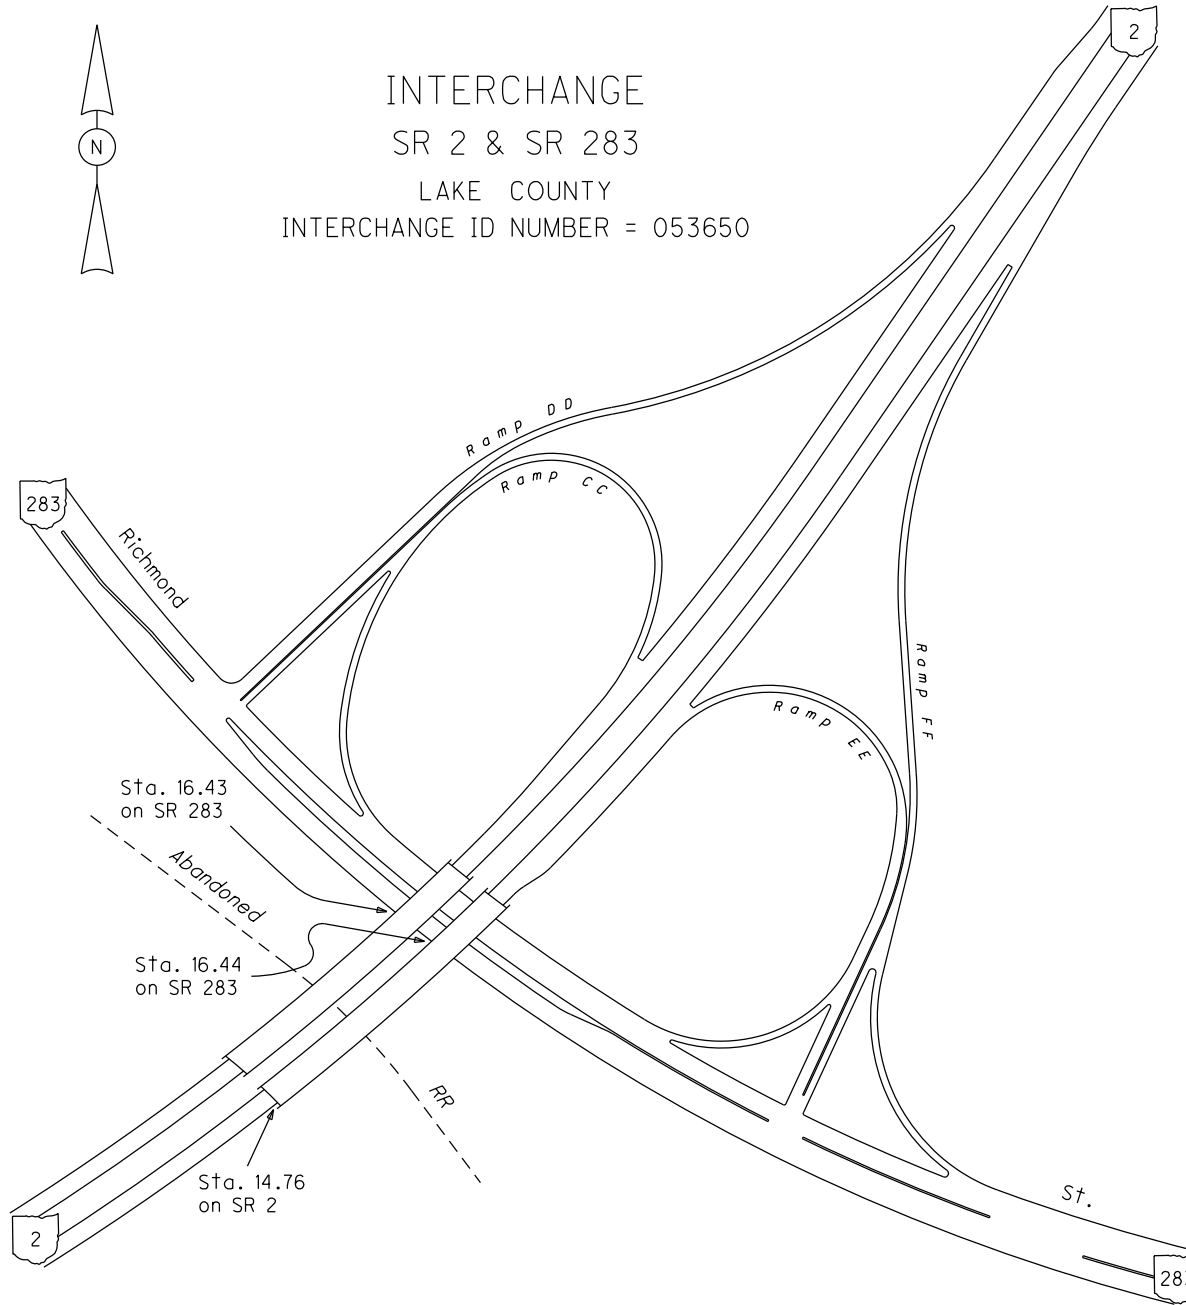 2
INTERCHANGE
SR 2 & SR 283
LAKE COUNTY
INTERCHANGE ID NUMBER = 053650
N
Ramp DD
Ramp CC
283
Richmond
Ramp FF
Ramp EE
Sta. 16.43
on SR 283
Abandoned
Sta. 16.44
on SR 283
RR
Sta. 14.76
on SR 2
St.
2
28